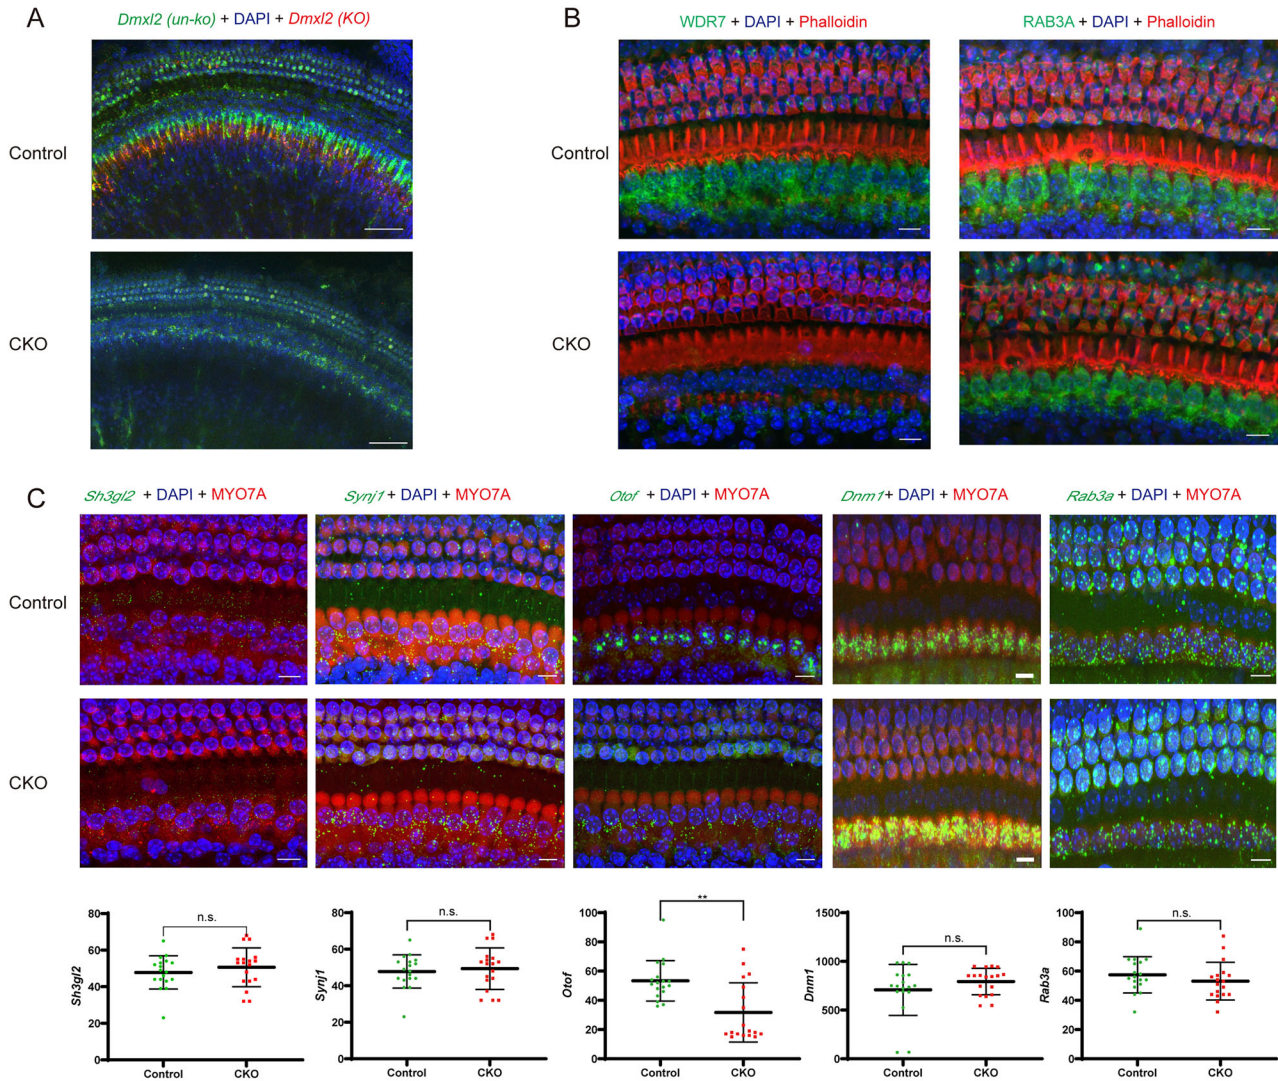 A
Dmxl2 (un-ko) + DAPI + Dmxl2 (KO)
Control
CKO
B
WDR7 + DAPI + Phalloidin
RAB3A + DAPI + Phalloidin
Control
CKO
C
Sh3gl2 + DAPI + MYO7A
Synj1 + DAPI + MYO7A
Otof + DAPI + MYO7A
Dnm1 + DAPI + MYO7A
Rab3a + DAPI + MYO7A
Control
CKO
Sh3gl2
80
60
40
20
0
n.s.
Control
CKO
Synj1
80
60
40
20
0
n.s.
Control
CKO
Otof
100
80
60
40
20
0
**
Control
CKO
Dnm1
1500
1000
500
0
n.s.
Control
CKO
Rab3a
100
80
60
40
20
0
n.s.
Control
CKO